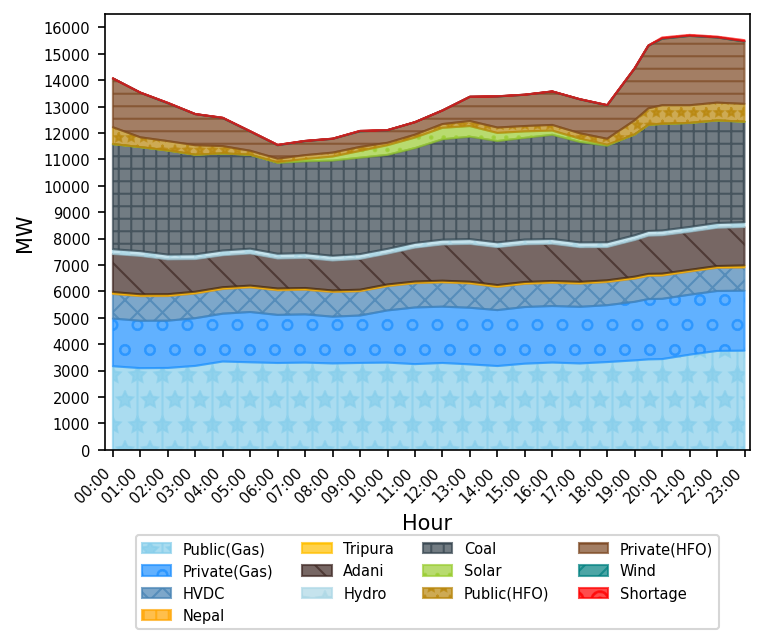 16000
15000
14000
13000
12000
11000
10000
9000
8000
7000
6000
5000
4000
3000
2000
1000
0
MW
00:00 01:00 02:00 03:00 04:00 05:00 06:00 07:00 08:00 09:00 10:00 11:00 12:00 13:00 14:00 15:00 16:00 17:00 18:00 19:00 20:00 21:00 22:00 23:00
Hour
Public(Gas) Tripura Coal Private(HFO)
Private(Gas) Adani Solar Wind
HVDC Hydro Public(HFO) Shortage
Nepal